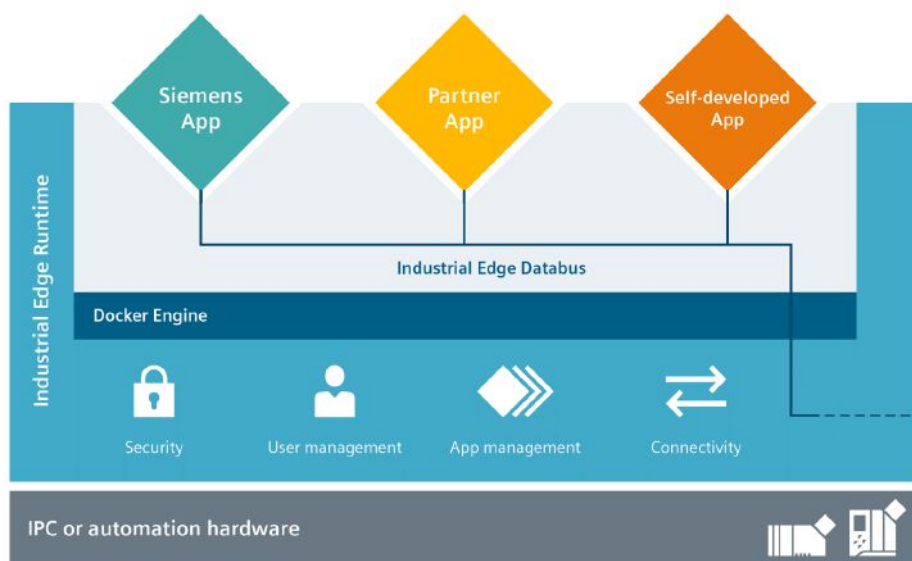 Siemens
App
Partner
App
Self-developed
App
Industrial Edge Runtime
Industrial Edge Databus
Docker Engine
Security
User management
App management
Connectivity
IPC or automation hardware